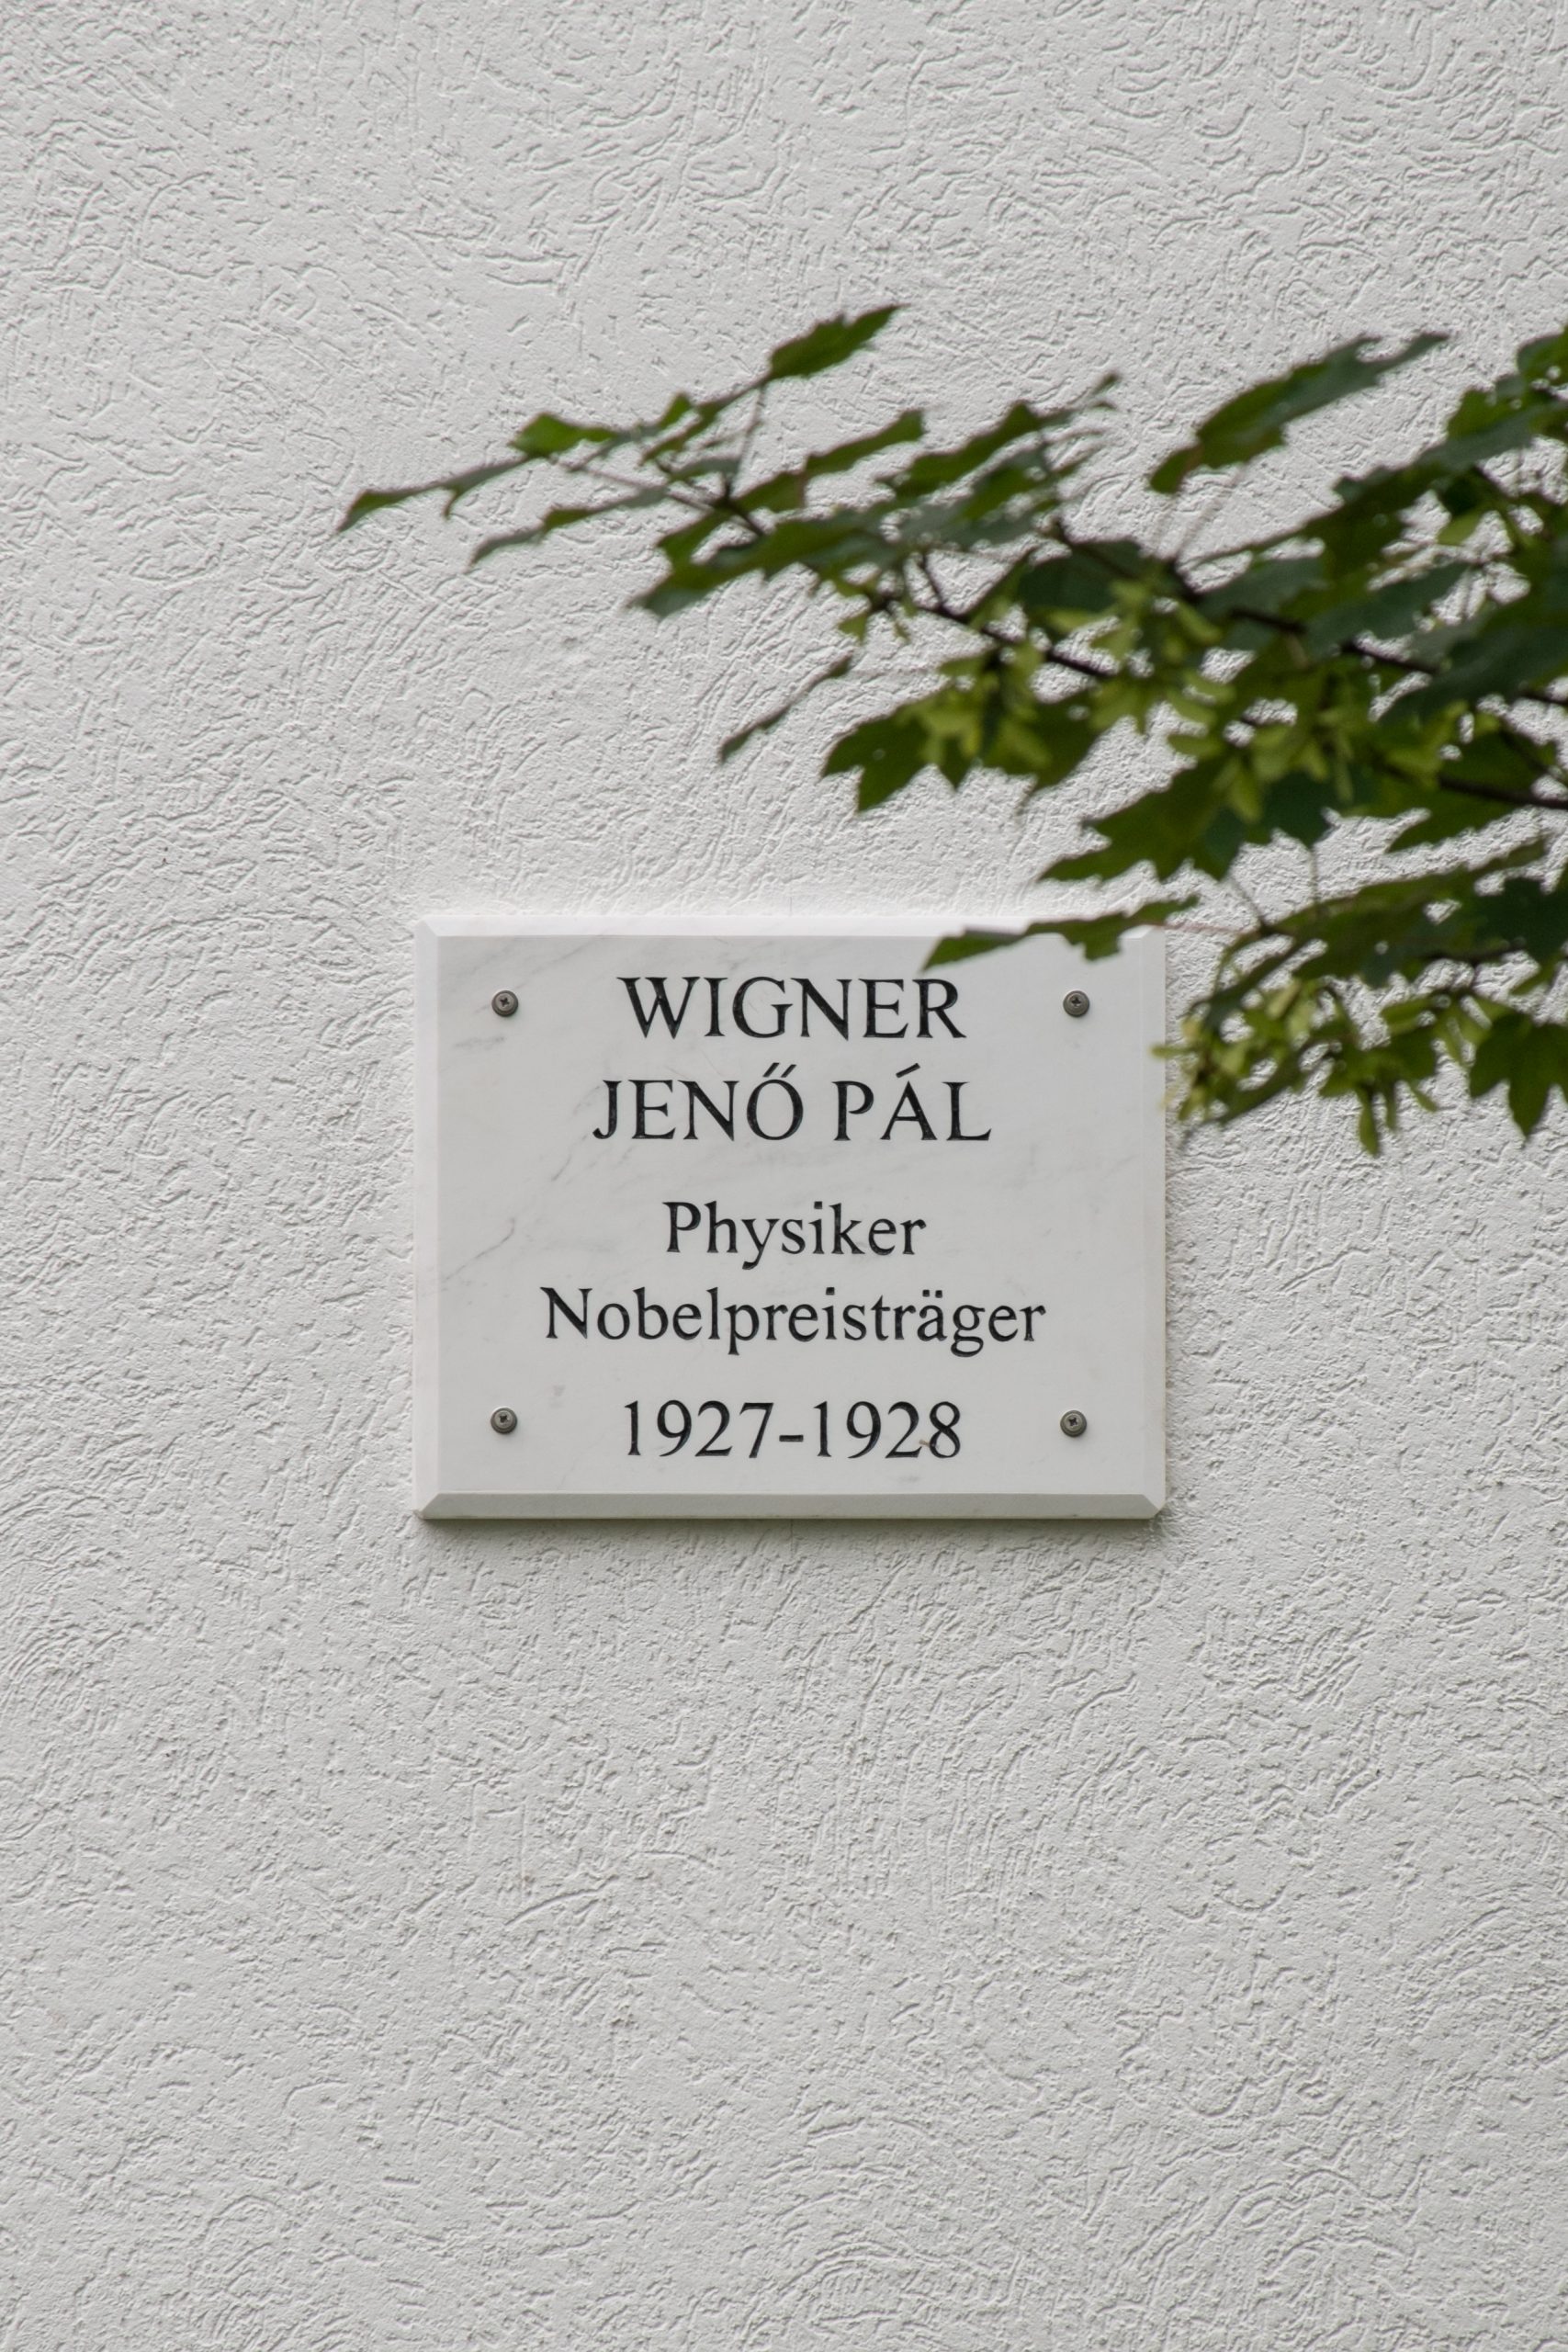 WIGNER
JENŐ PÁL
Physiker
Nobelpreisträger
1927-1928